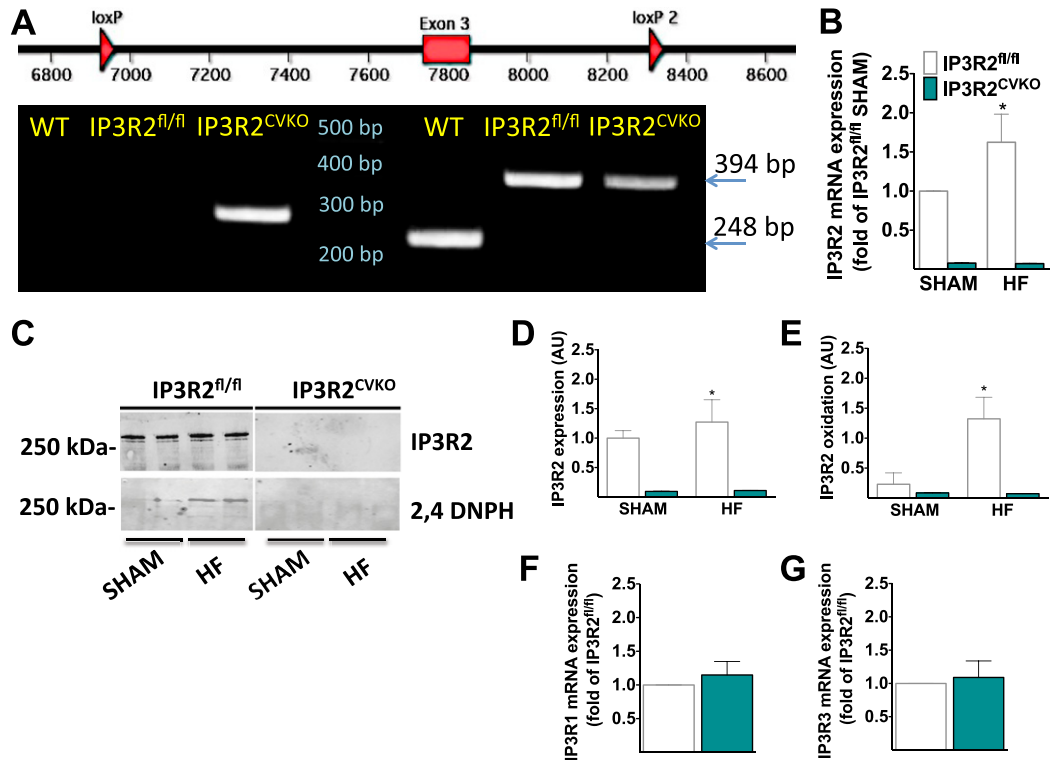 A
loxP
Exon 3
loxP 2
6800 7000 7200 7400 7600 7800 8000 8200 8400 8600
WT IP3R2fl/fl IP3R2CVKO 500 bp WT IP3R2fl/fl IP3R2CVKO
400 bp
300 bp
200 bp
394 bp
248 bp
B
IP3R2fl/fl
IP3R2CVKO
IP3R2 mRNA expression
(fold of IP3R2fl/fl SHAM)
2.5
2.0
1.5
1.0
0.5
*
SHAM HF
C
IP3R2fl/fl IP3R2CVKO
250 kDa- IP3R2
250 kDa- 2,4 DNPH
SHAM HF SHAM HF
D
IP3R2 expression (AU)
2.5
2.0
1.5
1.0
0.5
*
SHAM HF
E
IP3R2 oxidation (AU)
2.5
2.0
1.5
1.0
0.5
*
SHAM HF
F
IP3R1 mRNA expression
(fold of IP3R2fl/fl)
2.5
2.0
1.5
1.0
0.5
G
IP3R3 mRNA expression
(fold of IP3R2fl/fl)
2.5
2.0
1.5
1.0
0.5